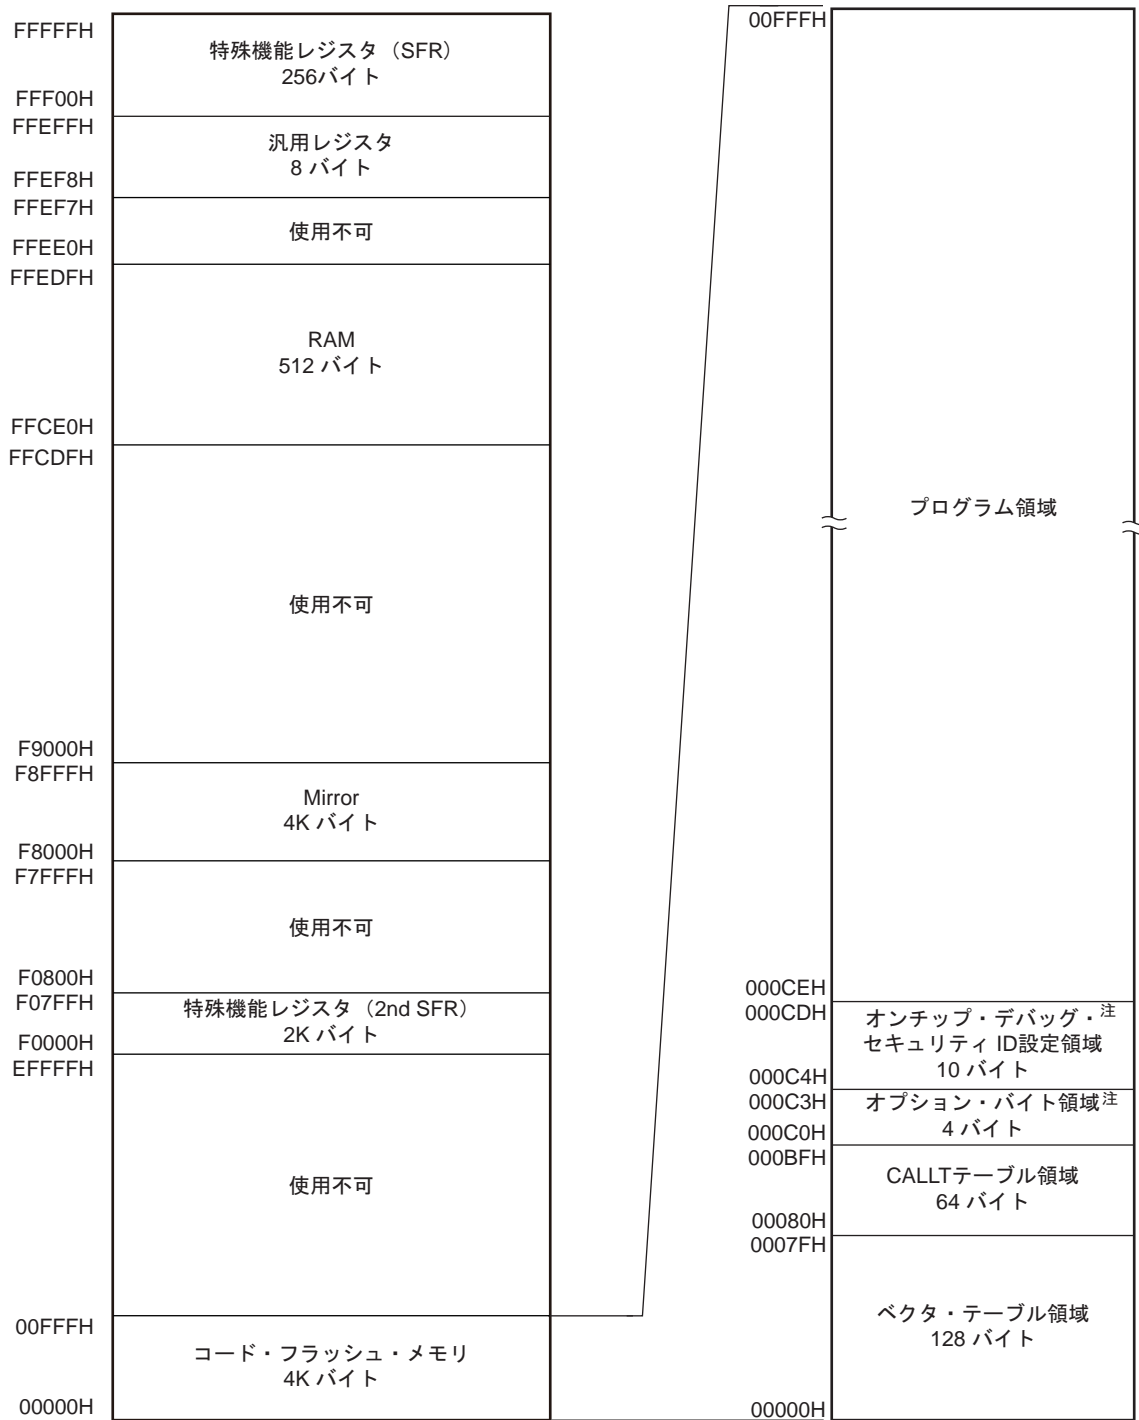 FFFFFH
特殊機能レジスタ（SFR）
256バイト
FFF00H
FFEFFH
汎用レジスタ
8 バイト
FFEF8H
FFEF7H
使用不可
FFEE0H
FFEDFH
RAM
512 バイト
FFCE0H
FFCDFH
使用不可
F9000H
F8FFFH
Mirror
4K バイト
F8000H
F7FFFH
使用不可
F0800H
F07FFH
特殊機能レジスタ（2nd SFR）
2K バイト
F0000H
EFFFFH
使用不可
00FFFH
コード・フラッシュ・メモリ
4K バイト
00000H
00FFFH
プログラム領域
000CEH
000CDH
オンチップ・デバッグ・注
セキュリティ ID設定領域
10 バイト
000C4H
000C3H
オプション・バイト領域注
4 バイト
000C0H
000BFH
CALLTテーブル領域
64 バイト
00080H
0007FH
ベクタ・テーブル領域
128 バイト
00000H